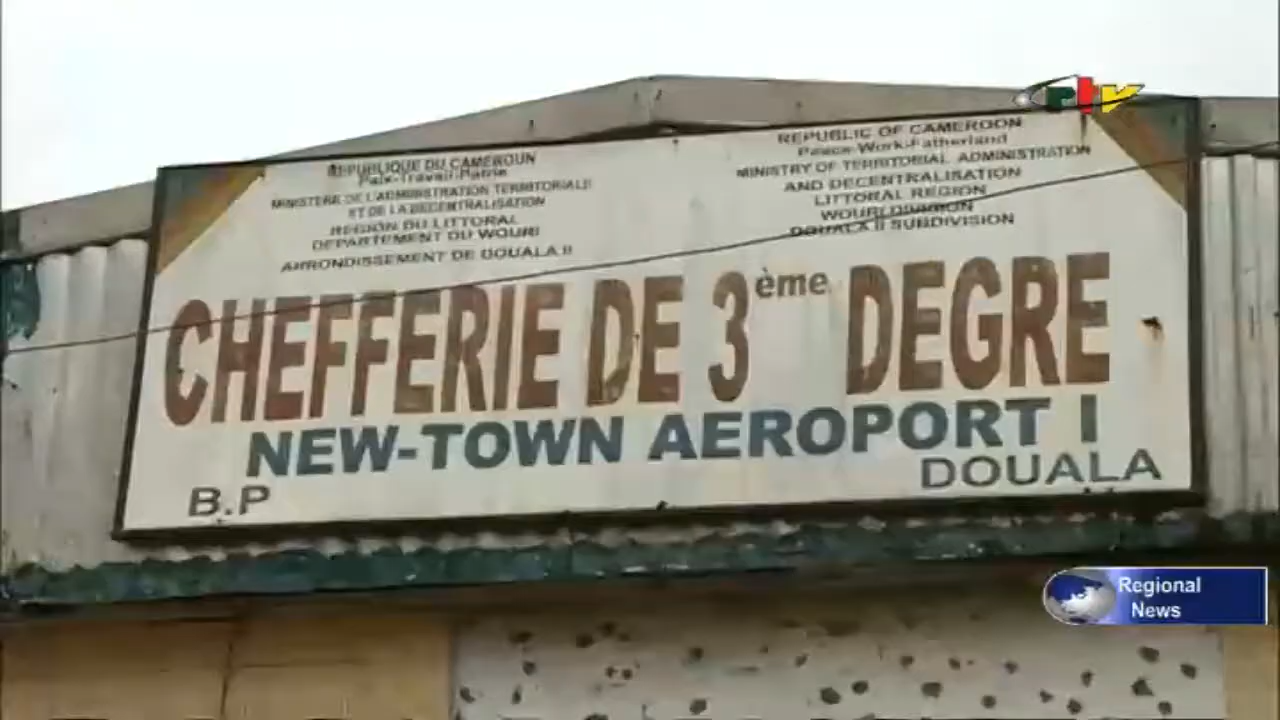 crtv
REPUBLIQUE DU CAMEROUN
Paix-Travail-Patrie
MINISTERE DE L'ADMINISTRATION TERRITORIALE
ET DE LA DECENTRALISATION
REGION DU LITTORAL
DEPARTEMENT DU WOURI
ARRONDISSEMENT DE DOUALA II
REPUBLIC OF CAMEROON
Peace-Work-Fatherland
MINISTRY OF TERRITORIAL ADMINISTRATION
AND DECENTRALISATION
LITTORAL REGION
WOURI DIVISION
DOUALA II SUBDIVISION
CHEFFERIE DE 3ème DEGRE
NEW-TOWN AEROPORT I
B.P
DOUALA
Regional
News